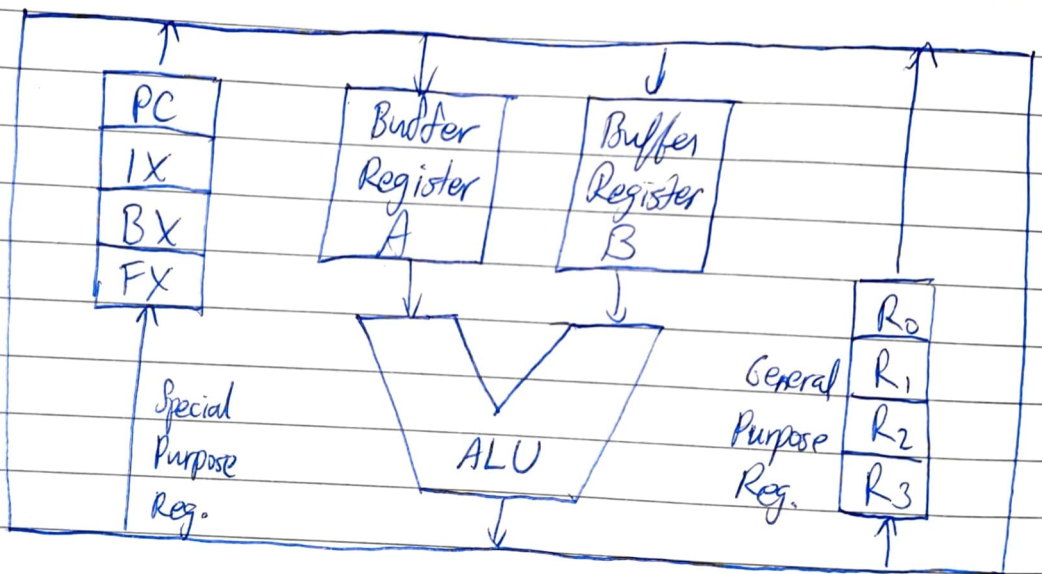 PC
IX
BX
FX
Special
Purpose
Reg.
Buffer
Register
A
Buffer
Register
B
ALU
General
Purpose
Reg.
R0
R1
R2
R3